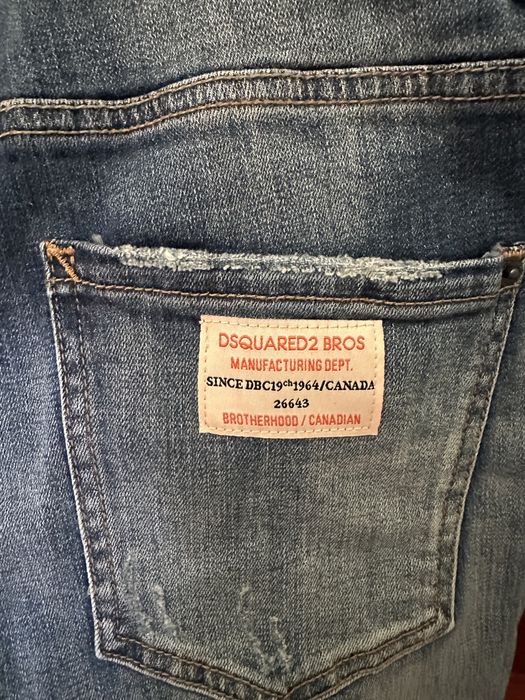 DSQUARED2 BROS
MANUFACTURING DEPT.
SINCE DBC19ch1964/CANADA
26643
BROTHERHOOD / CANADIAN